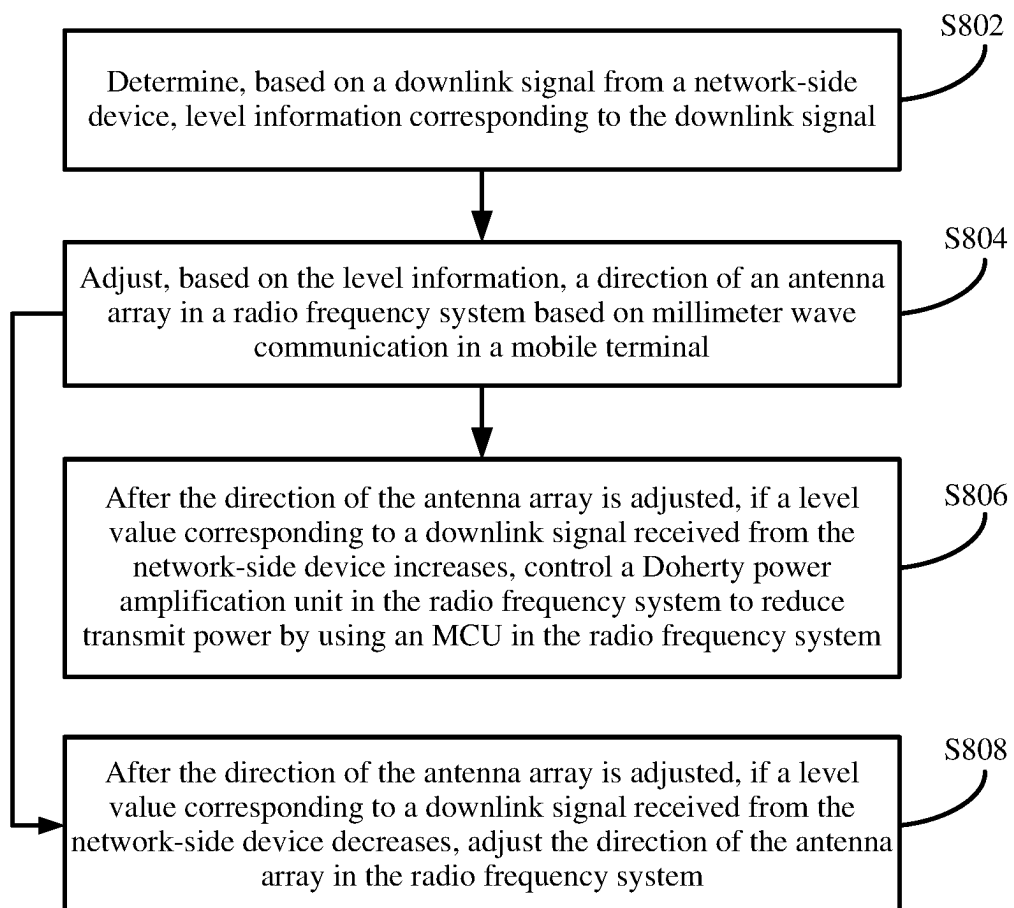 S802
Determine, based on a downlink signal from a network-side
device, level information corresponding to the downlink signal
S804
Adjust, based on the level information, a direction of an antenna
array in a radio frequency system based on millimeter wave
communication in a mobile terminal
S806
After the direction of the antenna array is adjusted, if a level
value corresponding to a downlink signal received from the
network-side device increases, control a Doherty power
amplification unit in the radio frequency system to reduce
transmit power by using an MCU in the radio frequency system
S808
After the direction of the antenna array is adjusted, if a level
value corresponding to a downlink signal received from the
network-side device decreases, adjust the direction of the antenna
array in the radio frequency system